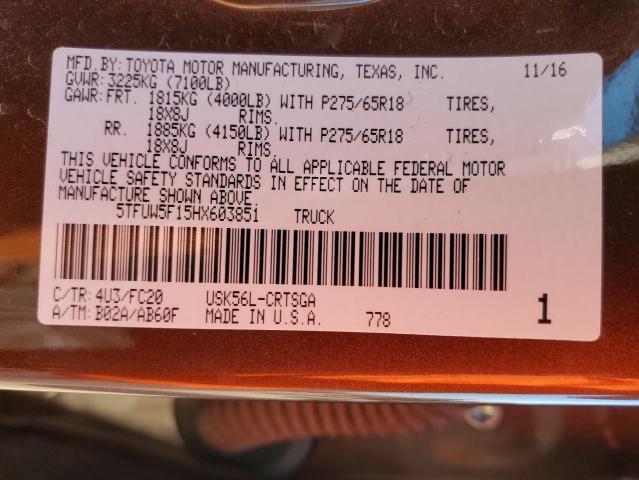 MFD.BY: TOYOTA MOTOR MANUFACTURING, TEXAS, INC. 11/16
GVWR: 3225KG (7100LB)
GAWR: FRT. 1815KG (4000LB) WITH P275/65R18 TIRES,
18X8J RIMS.
RR. 1885KG (4150LB) WITH P275/65R18 TIRES,
18X8J RIMS.
THIS VEHICLE CONFORMS TO ALL APPLICABLE FEDERAL MOTOR
VEHICLE SAFETY STANDARDS IN EFFECT ON THE DATE OF
MANUFACTURE SHOWN ABOVE.
5TFUW5F15HX603851 TRUCK
C/TR: 4U3/FC20 USK56L-CRTSGA
A/TM: B02A/AB60F MADE IN U.S.A. 778 1